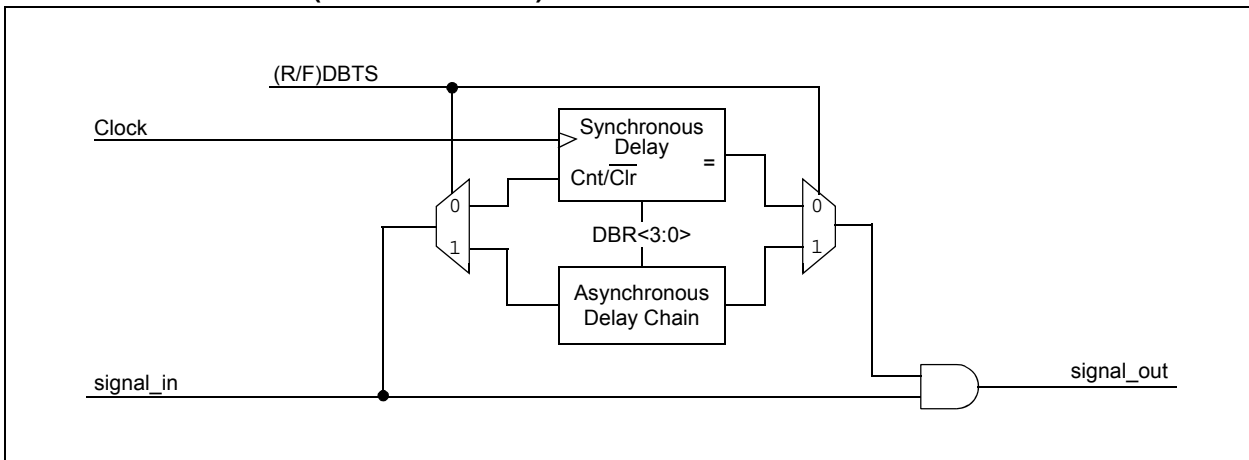 (R/F)DBTS
Clock
Synchronous
Delay
=
Cnt/Clr
0
1
0
1
DBR<3:0>
Asynchronous
Delay Chain
signal_in
signal_out